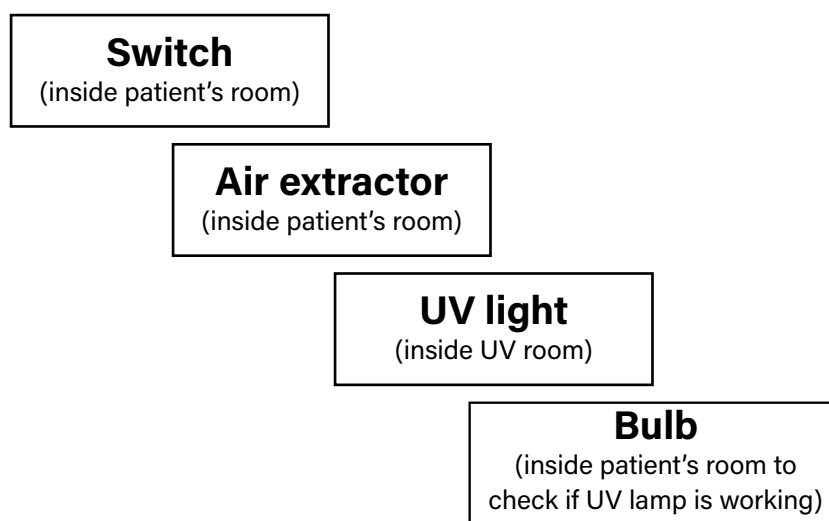 Switch
(inside patient's room)
Air extractor
(inside patient's room)
UV light
(inside UV room)
Bulb
(inside patient's room to
check if UV lamp is working)